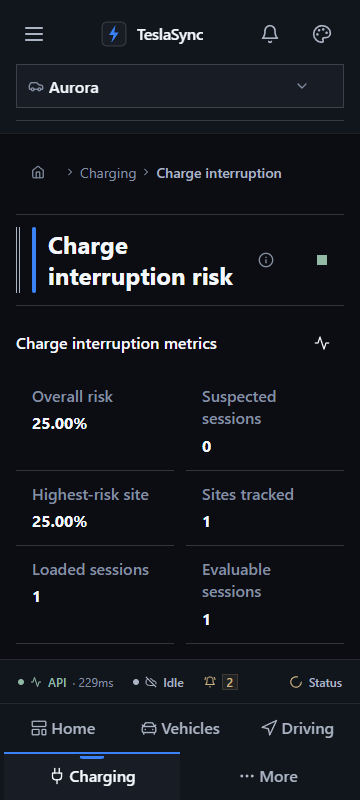 TeslaSync
Aurora
Charging
Charge interruption
Charge
interruption risk
Charge interruption metrics
Overall risk
25.00%
Suspected
sessions
0
Highest-risk site
25.00%
Sites tracked
1
Loaded sessions
1
Evaluable
sessions
1
API · 229ms
Idle
2
Status
Home
Vehicles
Driving
Charging
More